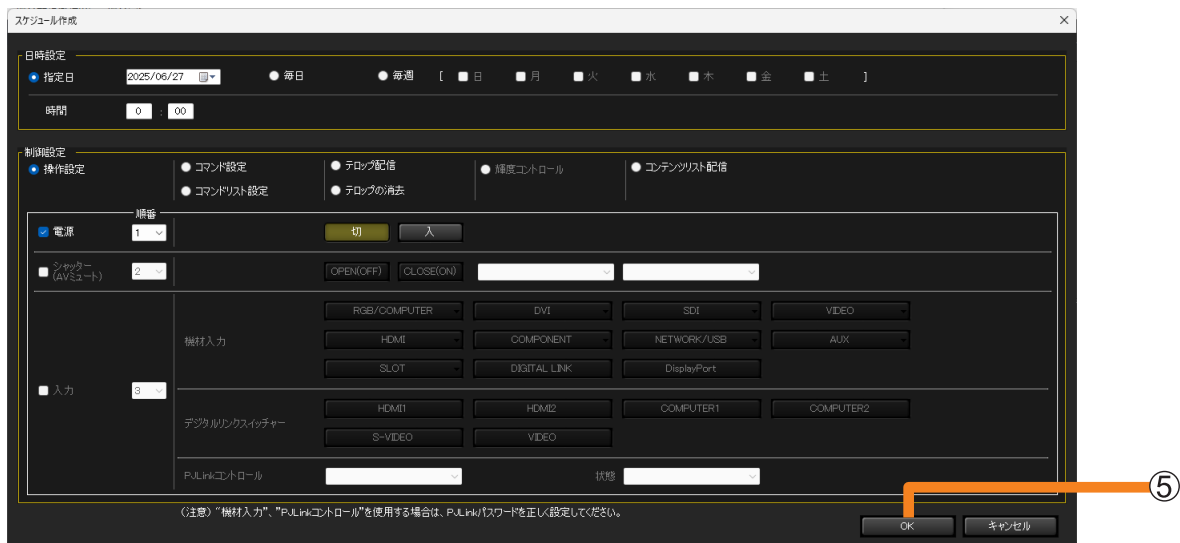 スケジュール作成
日時設定
指定日 2025/06/27 毎日 毎週 [ 日 月 火 水 木 金 土 ]
時間 0 : 00
制御設定
操作設定 コマンド設定 テロップ配信 輝度コントロール コンテンツリスト配信
コマンドリスト設定 テロップの消去
順番
電源 1 切 入
シャッター
(AVミュート) 2 OPEN(OFF) CLOSE(ON)
RGB/COMPUTER DVI SDI VIDEO
機材入力 HDMI COMPONENT NETWORK/USB AUX
SLOT DIGITAL LINK DisplayPort
入力 3
HDMI1 HDMI2 COMPUTER1 COMPUTER2
デジタルリンクスイッチャー
S-VIDEO VIDEO
PJLinkコントロール 状態
⑤
(注意) "機材入力"、"PJLinkコントロール"を使用する場合は、PJLinkパスワードを正しく設定してください。
OK キャンセル